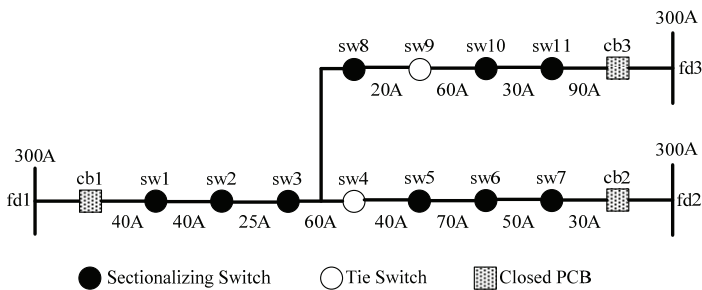 300A
sw8 sw9 sw10 sw11 cb3
fd3
20A 60A 30A 90A
300A
300A
cb1 sw1 sw2 sw3 sw4 sw5 sw6 sw7 cb2
fd1
fd2
40A 40A 25A 60A 40A 70A 50A 30A
Sectionalizing Switch Tie Switch Closed PCB